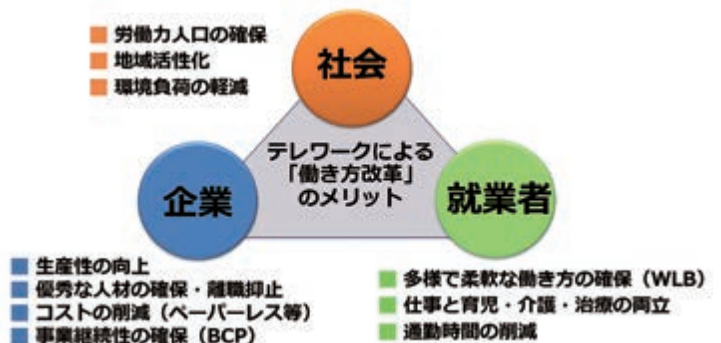 労働力人口の確保
地域活性化
環境負荷の軽減
社会
テレワークによる
「働き方改革」
のメリット
企業
就業者
生産性の向上
優秀な人材の確保・離職抑止
コストの削減（ペーパーレス等）
事業継続性の確保（BCP）
多様で柔軟な働き方の確保（WLB）
仕事と育児・介護・治療の両立
通勤時間の削減